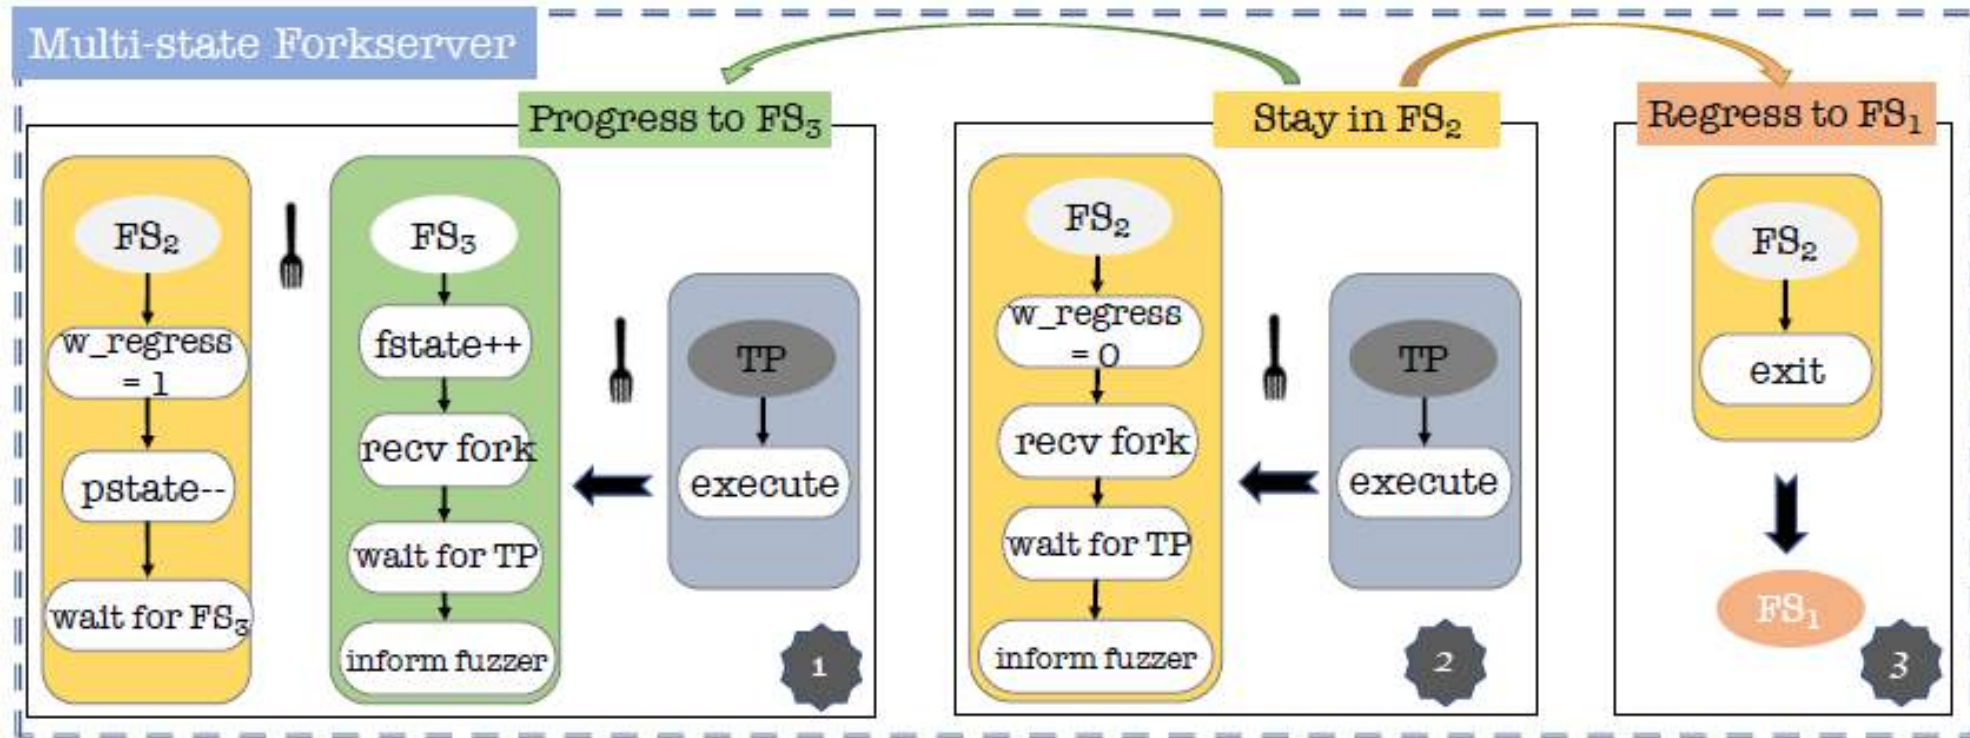 Multi-state Forkserver
Progress to FS₃
FS₂
w_regress
= 1
pstate--
wait for FS₃
FS₃
fstate++
recv fork
wait for TP
inform fuzzer
TP
execute
1
Stay in FS₂
FS₂
w_regress
= 0
recv fork
wait for TP
inform fuzzer
TP
execute
2
Regress to FS₁
FS₂
exit
FS₁
3